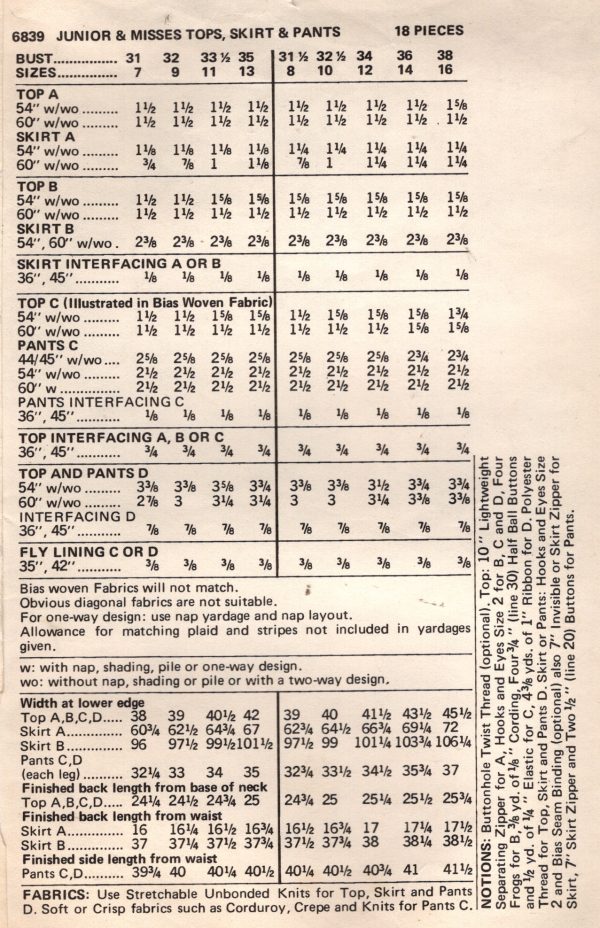 6839 JUNIOR & MISSES TOPS, SKIRT & PANTS 18 PIECES
BUST................ 31 32 33 ½ 35 31 ½ 32 ½ 34 36 38
SIZES............... 7 9 11 13 8 10 12 14 16
TOP A
54" w/wo ......... 1½ 1½ 1½ 1½ 1½ 1½ 1½ 1½ 1⅝
60" w/wo ......... 1½ 1½ 1½ 1½ 1½ 1½ 1½ 1½ 1½
SKIRT A
54" w/wo ......... 1⅛ 1⅛ 1⅛ 1⅛ 1¼ 1¼ 1¼ 1¼ 1¼
60" w/wo ......... ¾ ⅞ 1 1⅛ ⅞ 1 1¼ 1¼ 1¼
TOP B
54" w/wo ......... 1½ 1½ 1⅝ 1⅝ 1⅝ 1⅝ 1⅝ 1⅝ 1⅝
60" w/wo ......... 1½ 1½ 1½ 1½ 1½ 1½ 1½ 1½ 1½
SKIRT B
54", 60" w/wo . 2⅜ 2⅜ 2⅜ 2⅜ 2⅜ 2⅜ 2⅜ 2⅜ 2⅜
SKIRT INTERFACING A OR B
36", 45"........... ⅛ ⅛ ⅛ ⅛ ⅛ ⅛ ⅛ ⅛ ⅛
TOP C (Illustrated in Bias Woven Fabric)
54" w/wo ......... 1½ 1½ 1⅝ 1⅝ 1½ 1⅝ 1⅝ 1⅝ 1¾
60" w/wo ......... 1½ 1½ 1½ 1½ 1½ 1½ 1½ 1⅝ 1⅝
PANTS C
44/45" w/wo.... 2⅝ 2⅝ 2⅝ 2⅝ 2⅝ 2⅝ 2⅝ 2¾ 2¾
54" w/wo ......... 2½ 2½ 2½ 2½ 2½ 2½ 2½ 2½ 2½
60" w .............. 2½ 2½ 2½ 2½ 2½ 2½ 2½ 2½ 2½
PANTS INTERFACING C
36", 45"........... ⅛ ⅛ ⅛ ⅛ ⅛ ⅛ ⅛ ⅛ ⅛
TOP INTERFACING A, B OR C
36", 45"........... ¾ ¾ ¾ ¾ ¾ ¾ ¾ ¾ ¾
TOP AND PANTS D
54" w/wo ......... 3⅜ 3⅜ 3⅝ 3¾ 3⅜ 3⅜ 3½ 3¾ 3¾
60" w/wo ......... 2⅞ 3 3¼ 3¼ 3 3 3¼ 3⅜ 3⅜
INTERFACING D
36", 45"........... ⅞ ⅞ ⅞ ⅞ ⅞ ⅞ ⅞ ⅞ ⅞
FLY LINING C OR D
35", 42"........... ⅜ ⅜ ⅜ ⅜ ⅜ ⅜ ⅜ ⅜ ⅜
Bias woven Fabrics will not match.
Obvious diagonal fabrics are not suitable.
For one-way design: use nap yardage and nap layout.
Allowance for matching plaid and stripes not included in yardages
given.
w: with nap, shading, pile or one-way design.
wo: without nap, shading or pile or with a two-way design.
Width at lower edge
Top A,B,C,D..... 38 39 40½ 42 39 40 41½ 43½ 45½
Skirt A............. 60¾ 62½ 64¾ 67 62¾ 64½ 66¾ 69¼ 72
Skirt B............. 96 97½ 99½ 101½ 97½ 99 101¼ 103¾ 106¼
Pants C,D
(each leg)......... 32¼ 33 34 35 32¾ 33½ 34½ 35¾ 37
Finished back length from base of neck
Top A,B,C,D..... 24¼ 24½ 24¾ 25 24¾ 25 25¼ 25½ 25¾
Finished back length from waist
Skirt A............. 16 16¼ 16½ 16¾ 16½ 16¾ 17 17¼ 17½
Skirt B............. 37 37¼ 37½ 37¾ 37½ 37¾ 38 38¼ 38½
Finished side length from waist
Pants C,D......... 39¾ 40 40¼ 40½ 40¼ 40½ 40¾ 41 41½
FABRICS: Use Stretchable Unbonded Knits for Top, Skirt and Pants
D. Soft or Crisp fabrics such as Corduroy, Crepe and Knits for Pants C.
NOTIONS: Buttonhole Twist Thread (optional), Top: 10" Lightweight
Separating Zipper for A, Hooks and Eyes Size 2 for B, C and D, Four
Frogs for B, ⅜ yd. of ⅛" Cording, Four ¾" (line 30) Half Ball Buttons
and ½ yd. of ¼" Elastic for C, 4⅜ yds. of 1" Ribbon for D. Polyester
Thread for Top, Skirt and Pants D. Skirt or Pants: Hooks and Eyes Size
2 and Bias Seam Binding (optional) also 7" Invisible or Skirt Zipper for
Skirt, 7" Skirt Zipper and Two ½" (line 20) Buttons for Pants.